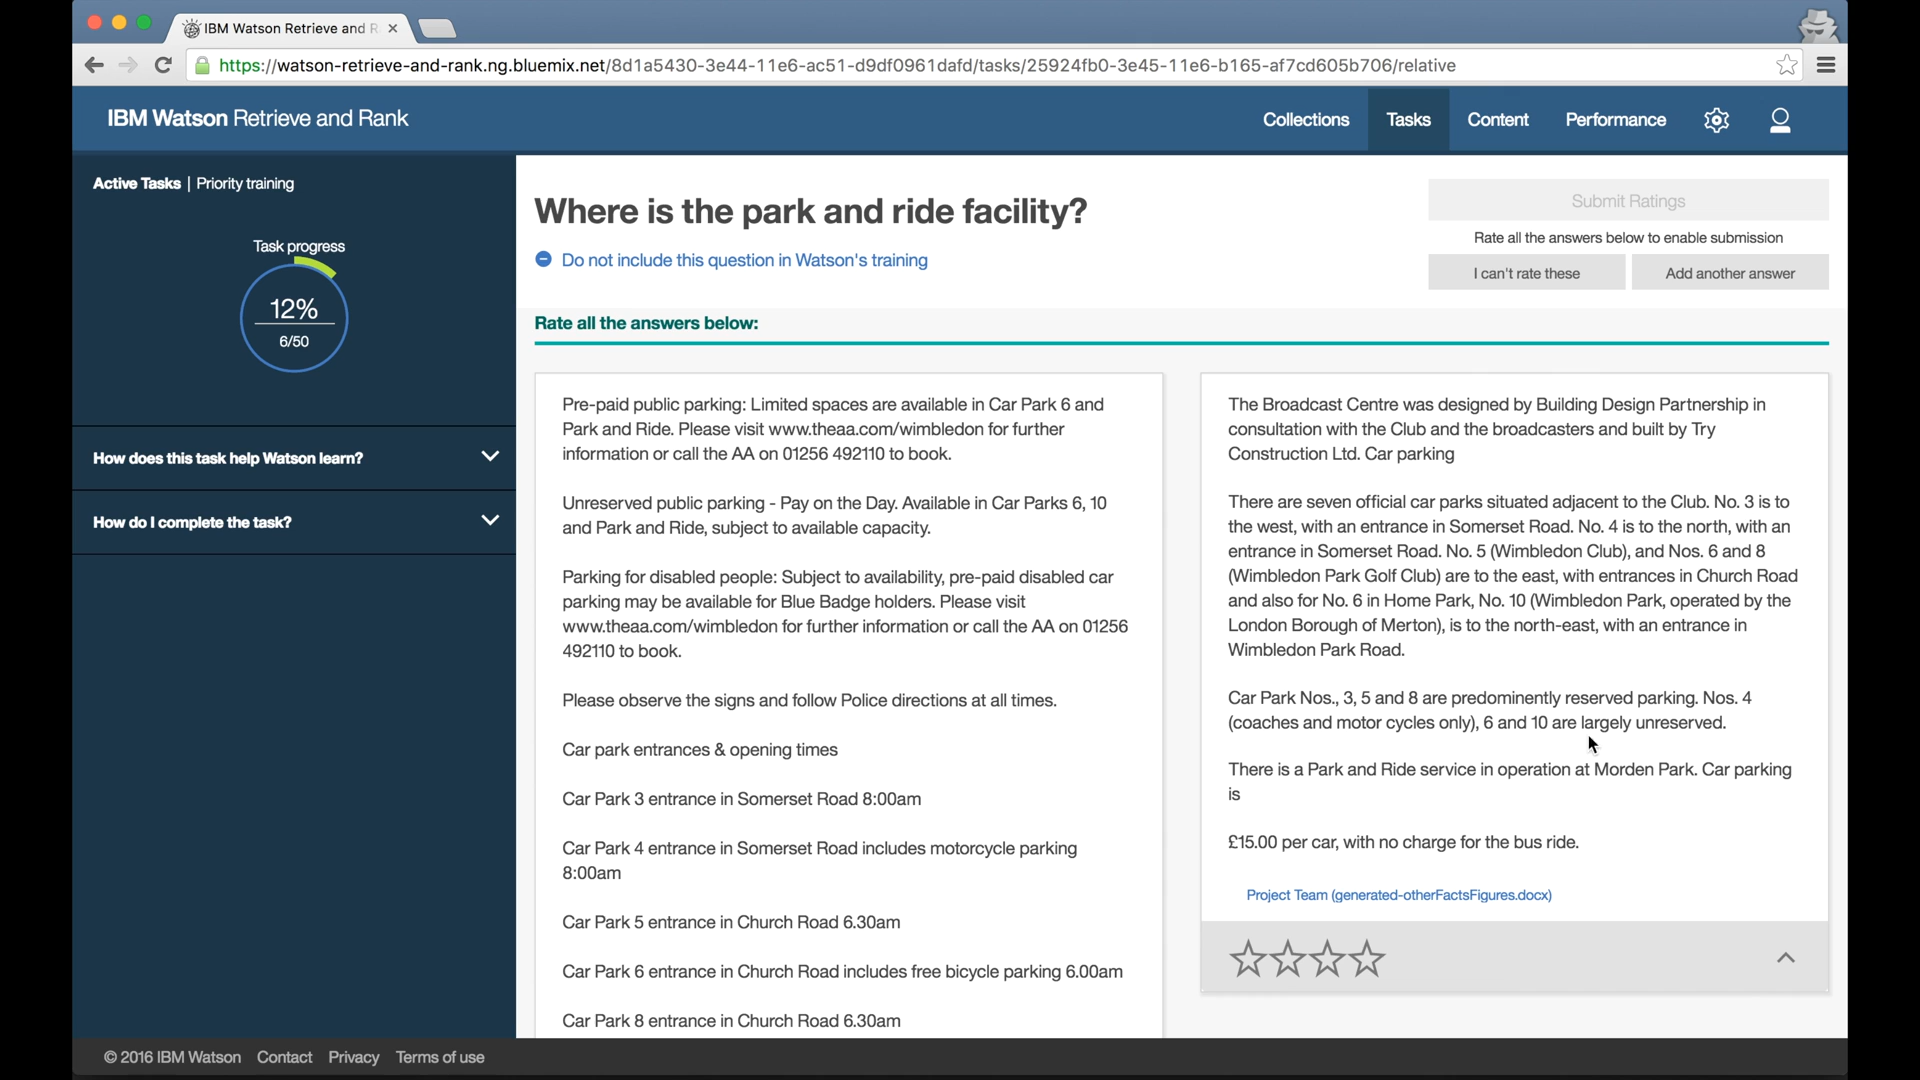 IBM Watson Retrieve and R
https://watson-retrieve-and-rank.ng.bluemix.net/8d1a5430-3e44-11e6-ac51-d9df0961dafd/tasks/25924fb0-3e45-11e6-b165-af7cd605b706/relative
IBM Watson Retrieve and Rank
Collections
Tasks
Content
Performance
Active Tasks | Priority training
Task progress
12%
6/50
How does this task help Watson learn?
How do I complete the task?
Where is the park and ride facility?
Do not include this question in Watson's training
Submit Ratings
Rate all the answers below to enable submission
I can't rate these
Add another answer
Rate all the answers below:
Pre-paid public parking: Limited spaces are available in Car Park 6 and
Park and Ride. Please visit www.theaa.com/wimbledon for further
information or call the AA on 01256 492110 to book.
Unreserved public parking - Pay on the Day. Available in Car Parks 6, 10
and Park and Ride, subject to available capacity.
Parking for disabled people: Subject to availability, pre-paid disabled car
parking may be available for Blue Badge holders. Please visit
www.theaa.com/wimbledon for further information or call the AA on 01256
492110 to book.
Please observe the signs and follow Police directions at all times.
Car park entrances & opening times
Car Park 3 entrance in Somerset Road 8:00am
Car Park 4 entrance in Somerset Road includes motorcycle parking
8:00am
Car Park 5 entrance in Church Road 6.30am
Car Park 6 entrance in Church Road includes free bicycle parking 6.00am
Car Park 8 entrance in Church Road 6.30am
The Broadcast Centre was designed by Building Design Partnership in
consultation with the Club and the broadcasters and built by Try
Construction Ltd. Car parking
There are seven official car parks situated adjacent to the Club. No. 3 is to
the west, with an entrance in Somerset Road. No. 4 is to the north, with an
entrance in Somerset Road. No. 5 (Wimbledon Club), and Nos. 6 and 8
(Wimbledon Park Golf Club) are to the east, with entrances in Church Road
and also for No. 6 in Home Park, No. 10 (Wimbledon Park, operated by the
London Borough of Merton), is to the north-east, with an entrance in
Wimbledon Park Road.
Car Park Nos., 3, 5 and 8 are predominently reserved parking. Nos. 4
(coaches and motor cycles only), 6 and 10 are largely unreserved.
There is a Park and Ride service in operation at Morden Park. Car parking
is
£15.00 per car, with no charge for the bus ride.
Project Team (generated-otherFactsFigures.docx)
© 2016 IBM Watson
Contact
Privacy
Terms of use